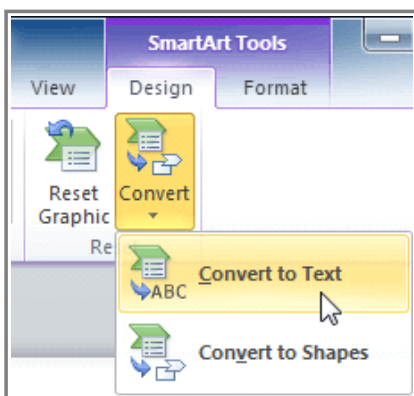 SmartArt Tools
View Design Format
Reset Graphic
Convert
Re
ABC
Convert to Text
Convert to Shapes